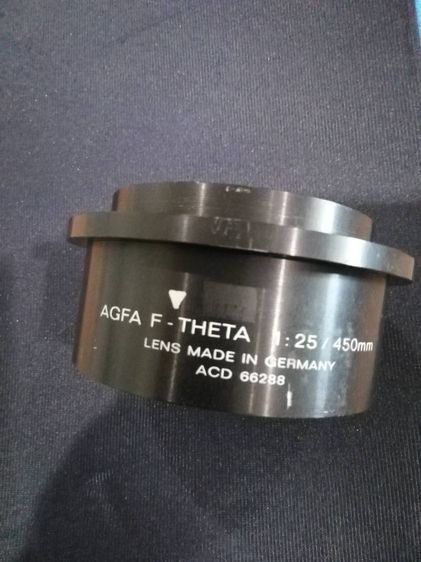 AGFA F-THETA 1:25/450mm
LENS MADE IN GERMANY
ACD 66288